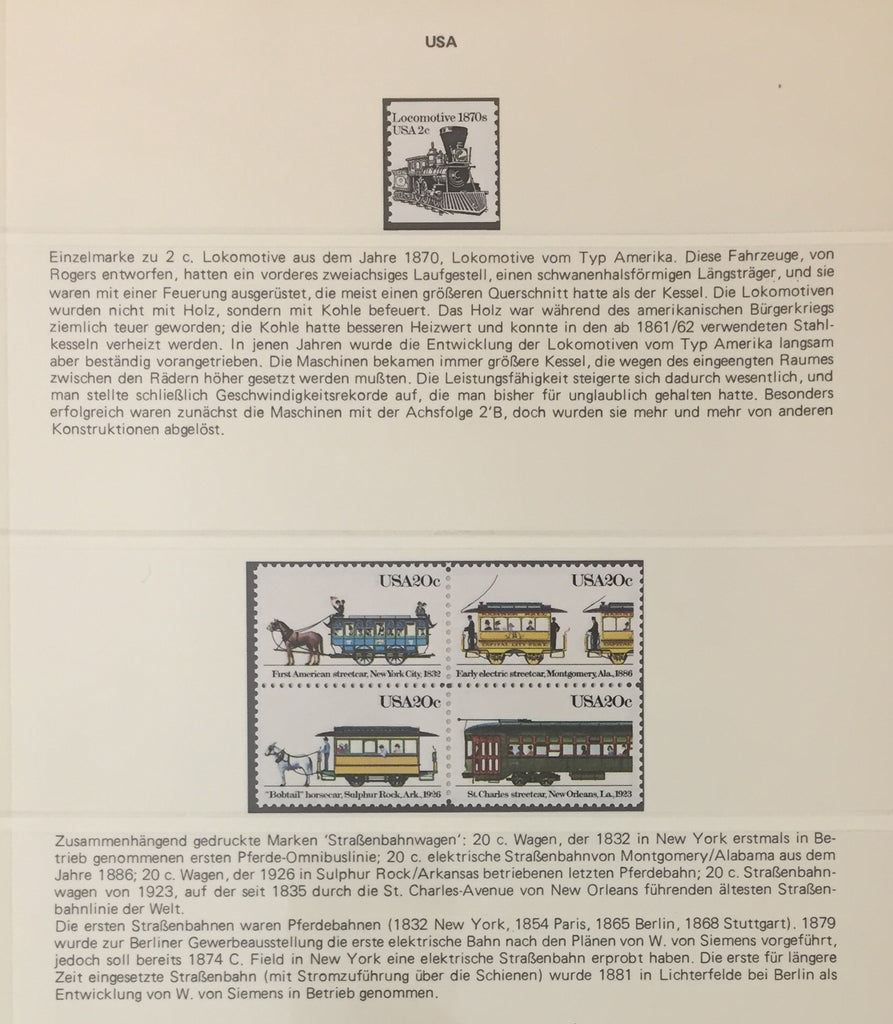 USA
Locomotive 1870s
USA 2c
Einzelmarke zu 2 c. Lokomotive aus dem Jahre 1870, Lokomotive vom Typ Amerika. Diese Fahrzeuge, von
Rogers entworfen, hatten ein vorderes zweiachsiges Laufgestell, einen schwanenhalsförmigen Längsträger, und sie
waren mit einer Feuerung ausgerüstet, die meist einen größeren Querschnitt hatte als der Kessel. Die Lokomotiven
wurden nicht mit Holz, sondern mit Kohle befeuert. Das Holz war während des amerikanischen Bürgerkriegs
ziemlich teuer geworden; die Kohle hatte besseren Heizwert und konnte in den ab 1861/62 verwendeten Stahl-
kesseln verheizt werden. In jenen Jahren wurde die Entwicklung der Lokomotiven vom Typ Amerika langsam
aber beständig vorangetrieben. Die Maschinen bekamen immer größere Kessel, die wegen des eingeengten Raumes
zwischen den Rädern höher gesetzt werden mußten. Die Leistungsfähigkeit steigerte sich dadurch wesentlich, und
man stellte schließlich Geschwindigkeitsrekorde auf, die man bisher für unglaublich gehalten hatte. Besonders
erfolgreich waren zunächst die Maschinen mit der Achsfolge 2'B, doch wurden sie mehr und mehr von anderen
Konstruktionen abgelöst.
USA20c
First American streetcar, New York City, 1832
USA20c
CAPITAL CITY
Early electric streetcar, Montgomery, Ala., 1886
USA20c
"Bobtail" horsecar, Sulphur Rock, Ark., 1926
USA20c
St. Charles streetcar, New Orleans, La., 1923
Zusammenhängend gedruckte Marken 'Straßenbahnwagen': 20 c. Wagen, der 1832 in New York erstmals in Be-
trieb genommenen ersten Pferde-Omnibuslinie; 20 c. elektrische Straßenbahnvon Montgomery/Alabama aus dem
Jahre 1886; 20 c. Wagen, der 1926 in Sulphur Rock/Arkansas betriebenen letzten Pferdebahn; 20 c. Straßenbahn-
wagen von 1923, auf der seit 1835 durch die St. Charles-Avenue von New Orleans führenden ältesten Straßen-
bahnlinie der Welt.
Die ersten Straßenbahnen waren Pferdebahnen (1832 New York, 1854 Paris, 1865 Berlin, 1868 Stuttgart). 1879
wurde zur Berliner Gewerbeausstellung die erste elektrische Bahn nach den Plänen von W. von Siemens vorgeführt,
jedoch soll bereits 1874 C. Field in New York eine elektrische Straßenbahn erprobt haben. Die erste für längere
Zeit eingesetzte Straßenbahn (mit Stromzuführung über die Schienen) wurde 1881 in Lichterfelde bei Berlin als
Entwicklung von W. von Siemens in Betrieb genommen.